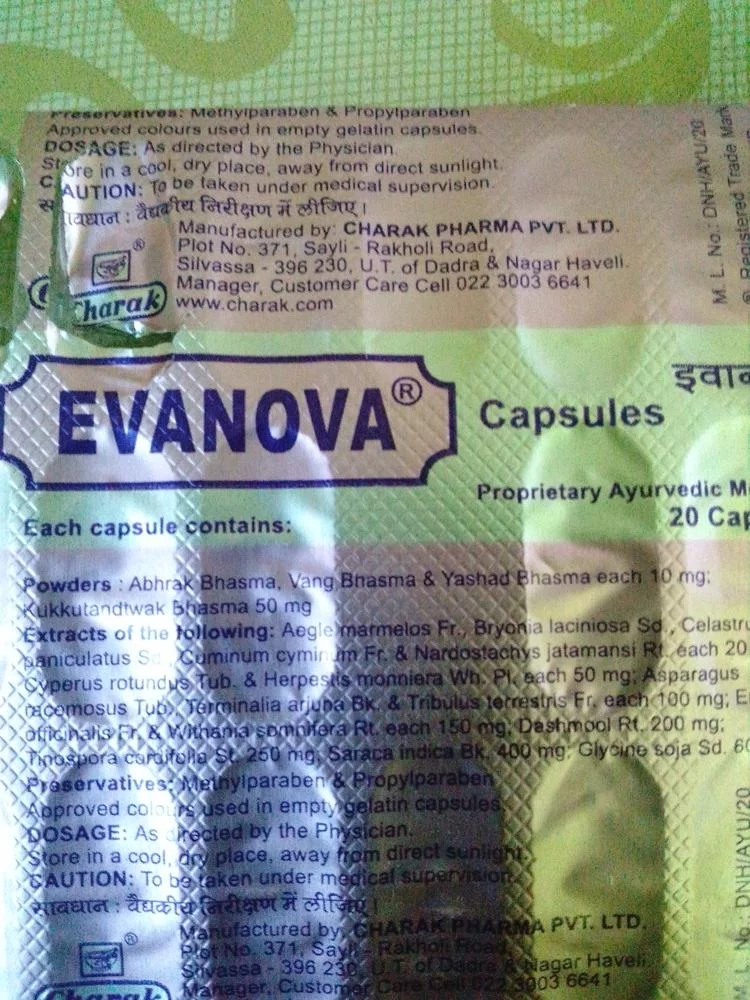 Preservatives: Methylparaben & Propylparaben
Approved colours used in empty gelatin capsules.
DOSAGE: As directed by the Physician.
Store in a cool, dry place, away from direct sunlight.
CAUTION: To be taken under medical supervision.
सावधान : वैद्यकीय निरीक्षण में लीजिए।
Manufactured by: CHARAK PHARMA PVT. LTD.
Plot No. 371, Sayli - Rakholi Road,
Silvassa - 396 230, U.T. of Dadra & Nagar Haveli.
Manager, Customer Care Cell 022 3003 6641
www.charak.com
Charak
®
M. L. No.: DNH/AYU/20
® Registered Trade Mark
EVANOVA® Capsules
Proprietary Ayurvedic
20
Each capsule contains:
Powders : Abhrak Bhasma, Vang Bhasma & Yashad Bhasma each 10 mg;
Kukkutandtwak Bhasma 50 mg
Extracts of the following: Aegle marmelos Fr., Bryonia laciniosa Sd., Celastru
paniculatus Sd., Cuminum cyminum Fr. & Nardostachys jatamansi Rt. each 20
Cyperus rotundus Tub. & Herpestis monniera Wh. Pl. each 50 mg; Asparagus
racemosus Tub., Terminalia arjuna Bk. & Tribulus terrestris Fr. each 100 mg; E
officinalis Fr. & Withania somnifera Rt. each 150 mg; Dashmool Rt. 200 mg;
Tinospora cordifolia St. 250 mg; Saraca indica Bk. 400 mg; Glycine soja Sd. 60
Preservatives: Methylparaben & Propylparaben
Approved colours used in empty gelatin capsules.
DOSAGE: As directed by the Physician.
Store in a cool, dry place, away from direct sunlight.
CAUTION: To be taken under medical supervision.
सावधान : वैद्यकीय निरीक्षण में लीजिए।
Manufactured by: CHARAK PHARMA PVT. LTD.
Plot No. 371, Sayli - Rakholi Road,
Silvassa - 396 230, U.T. of Dadra & Nagar Haveli.
Manager, Customer Care Cell 022 3003 6641
®
Charak
M. L. No.: DNH/AYU/20